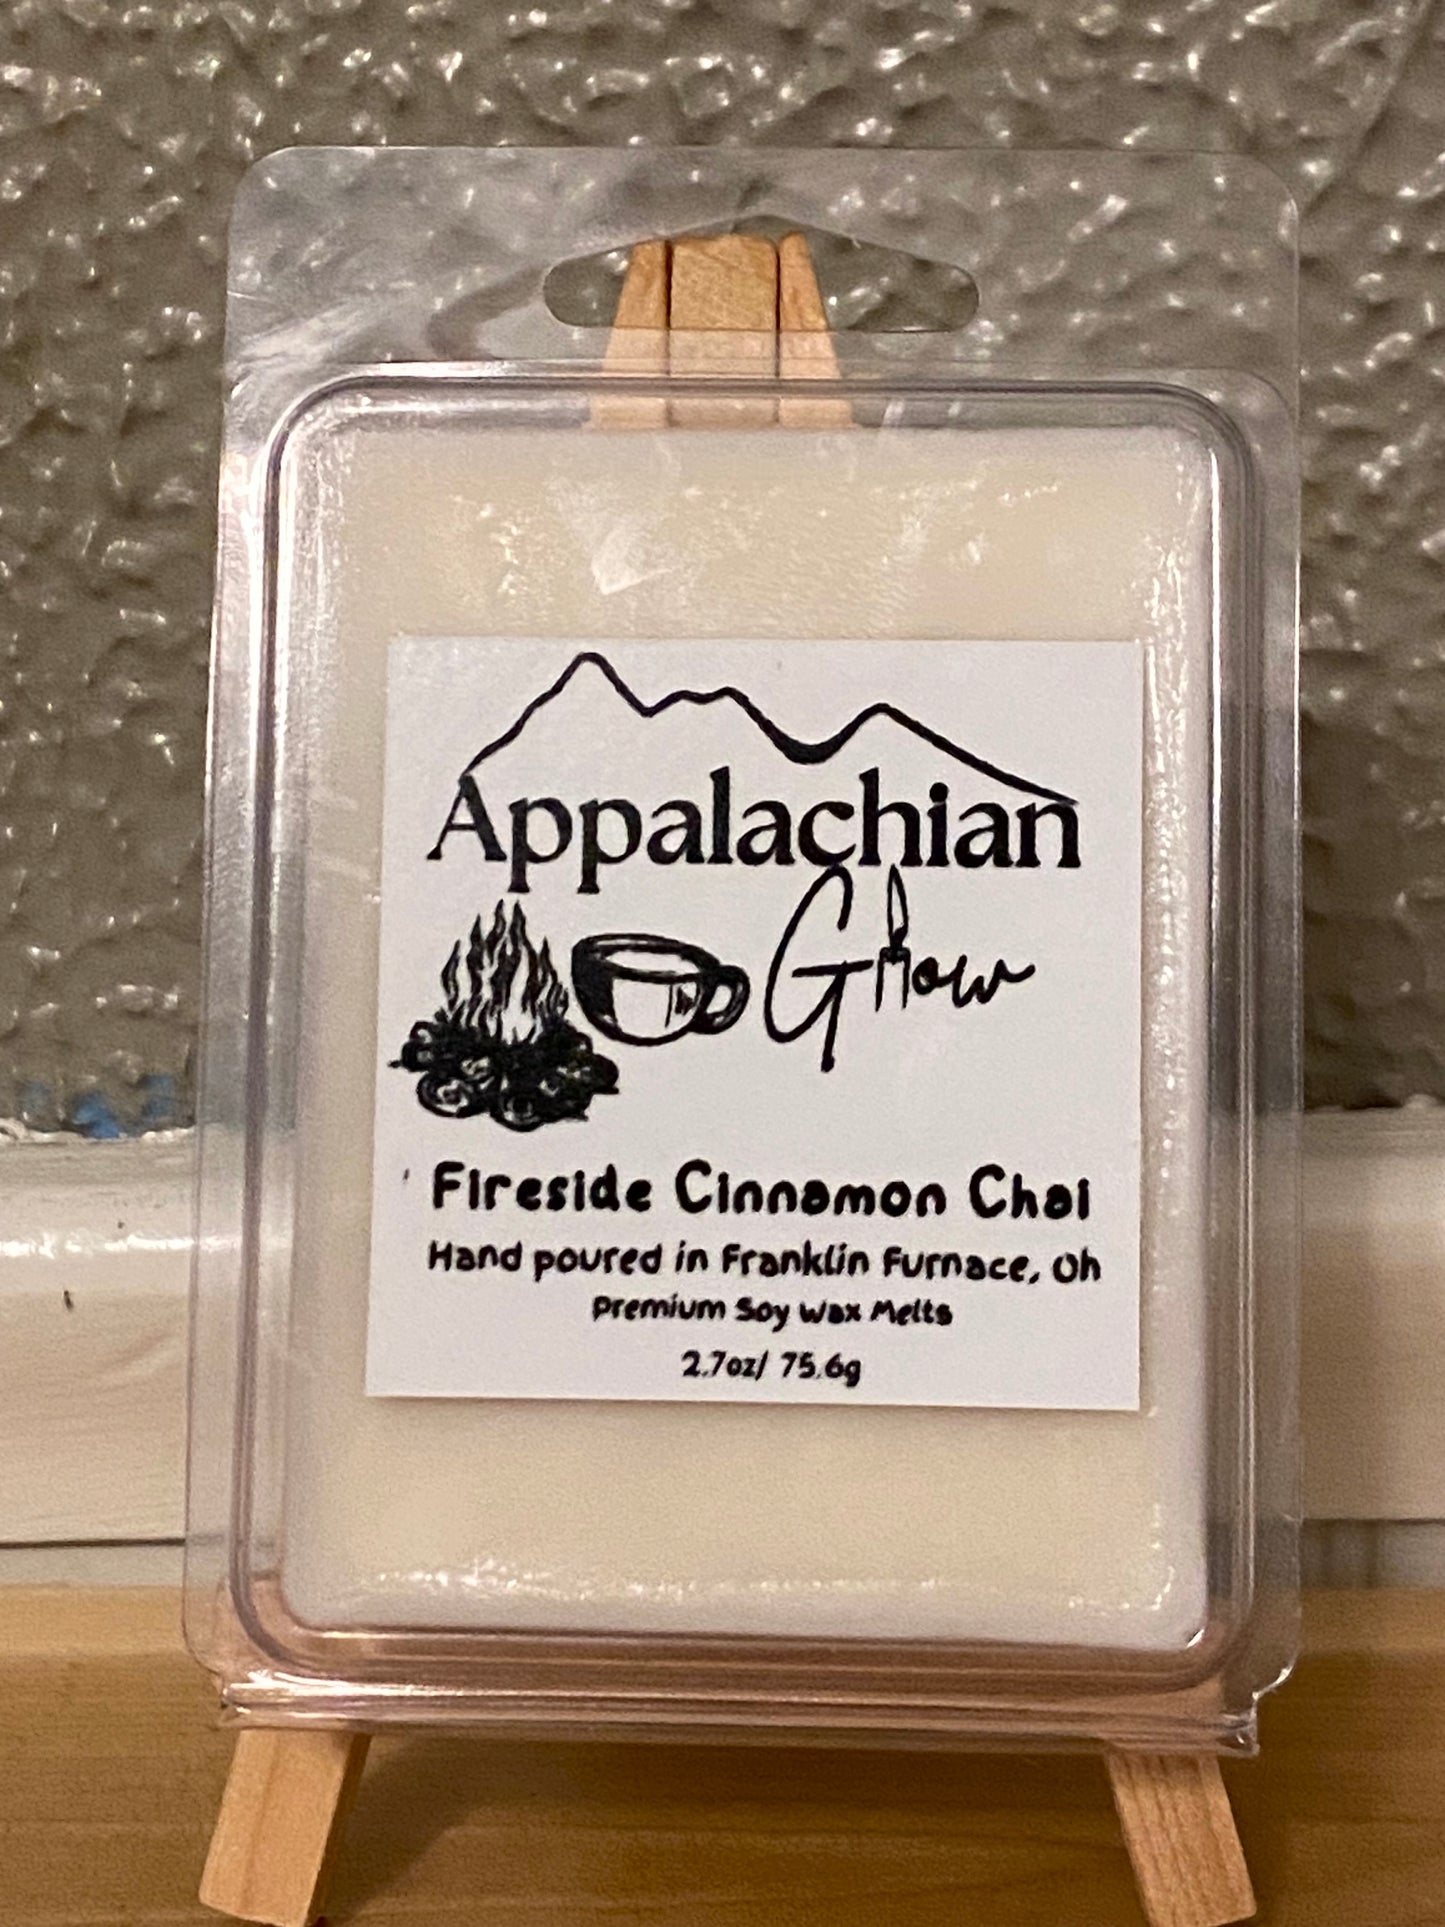 Appalachian
Glow
Fireside Cinnamon Chai
Hand poured in Franklin Furnace, Oh
Premium Soy Wax Melts
2.7oz/ 75.6g